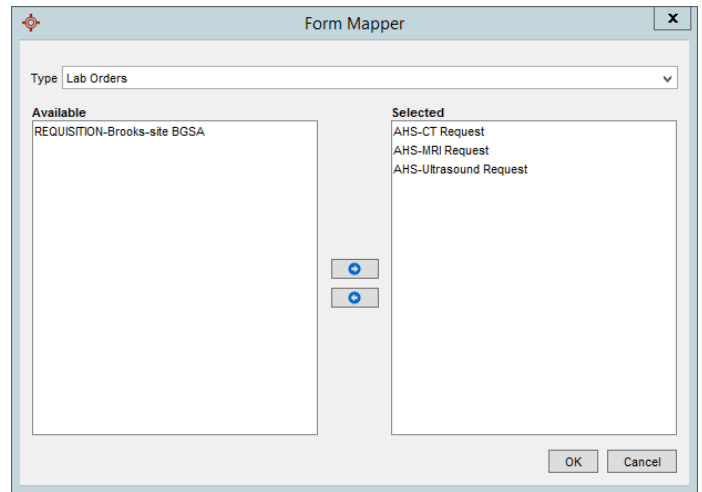 Form Mapper
x
Type Lab Orders
Available
REQUISITION-Brooks-site BGSA
Selected
AHS-CT Request
AHS-MRI Request
AHS-Ultrasound Request
OK Cancel